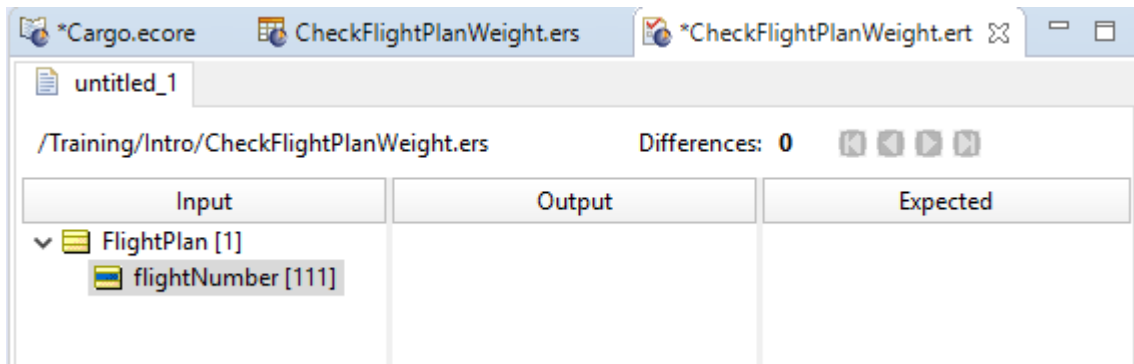 *Cargo.ecore CheckFlightPlanWeight.ers *CheckFlightPlanWeight.ert
untitled_1
/Training/Intro/CheckFlightPlanWeight.ers Differences: 0
Input Output Expected
FlightPlan [1]
flightNumber [111]